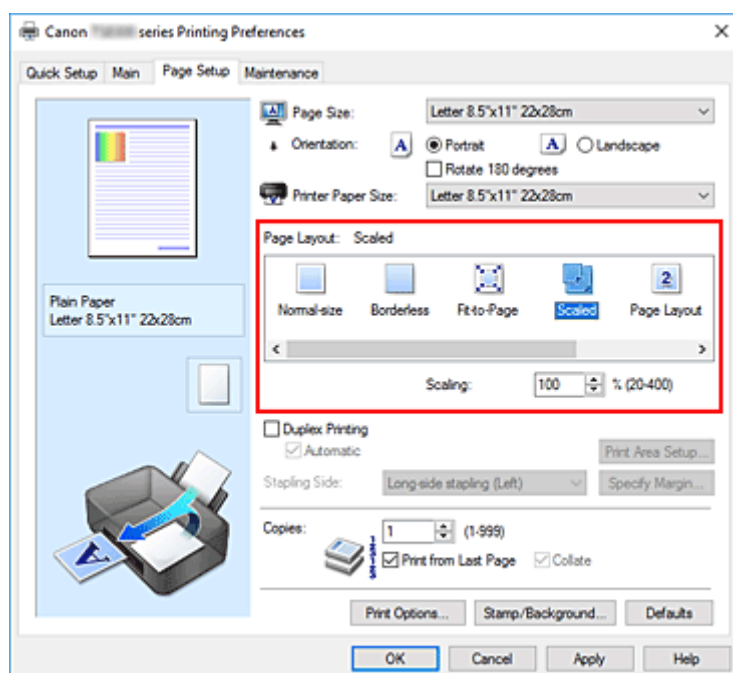 Canon series Printing Preferences
Quick Setup Main Page Setup Maintenance
Page Size: Letter 8.5"x11" 22x28cm
Orientation: A Portrait A Landscape
Rotate 180 degrees
Printer Paper Size: Letter 8.5"x11" 22x28cm
Page Layout: Scaled
2
Normal-size Borderless Fit-to-Page Scaled Page Layout
Scaling: 100 % (20-400)
Plain Paper
Letter 8.5"x11" 22x28cm
Duplex Printing
Automatic
Print Area Setup...
Stapling Side: Long-side stapling (Left) Specify Margin...
Copies: 1 (1-999)
Print from Last Page Collate
A
Print Options... Stamp/Background... Defaults
OK Cancel Apply Help